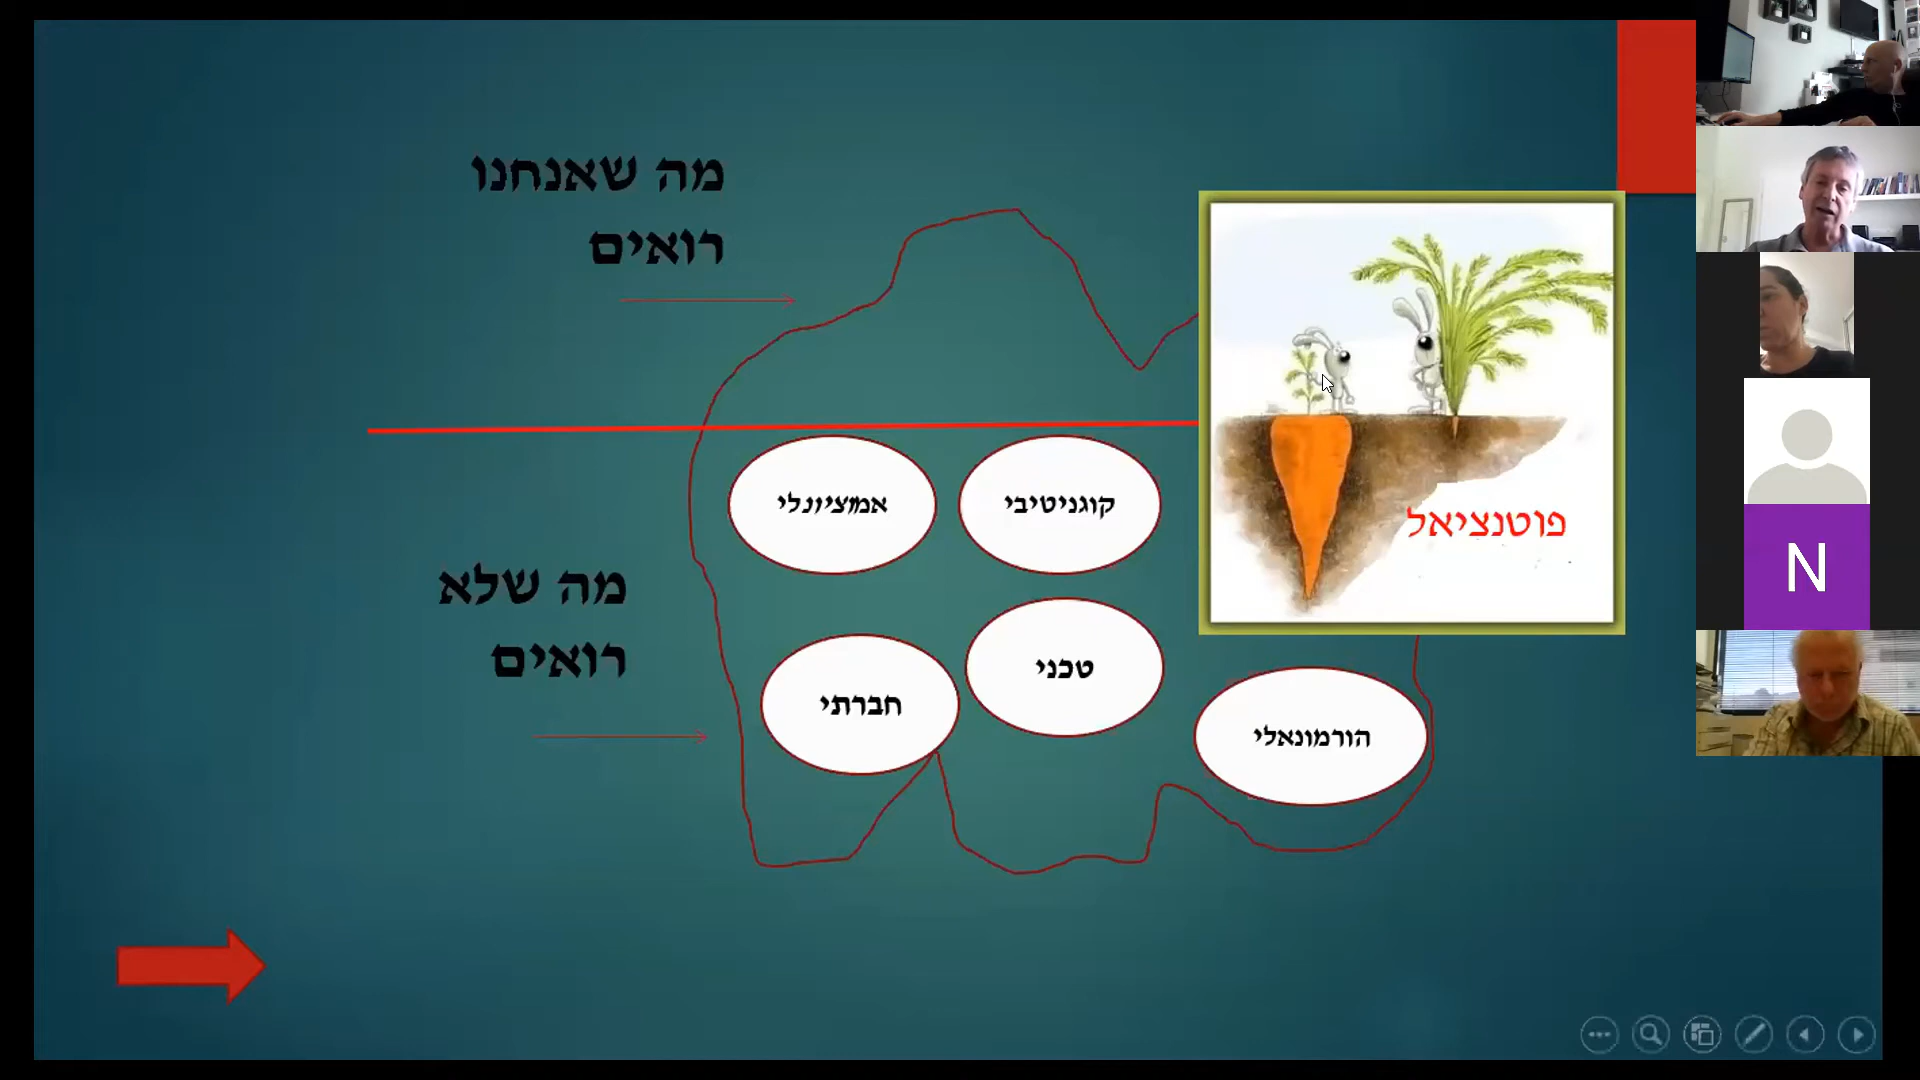 מה שאנחנו
רואים
קוגניטיבי
אמוציונלי
פוטנציאל
מה שלא
רואים
טכני
חברתי
הורמונאלי
N